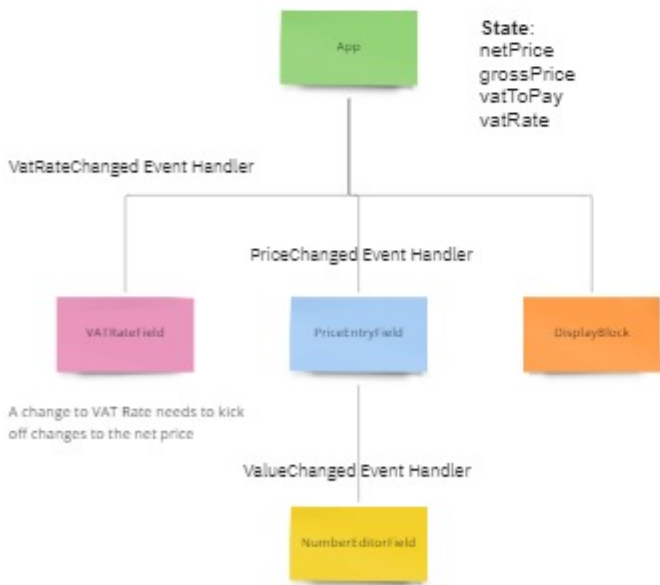 App
State:
netPrice
grossPrice
vatToPay
vatRate
VatRateChanged Event Handler
PriceChanged Event Handler
VATRateField
PriceEntryField
DisplayBlock
A change to VAT Rate needs to kick
off changes to the net price
ValueChanged Event Handler
NumberEditorField